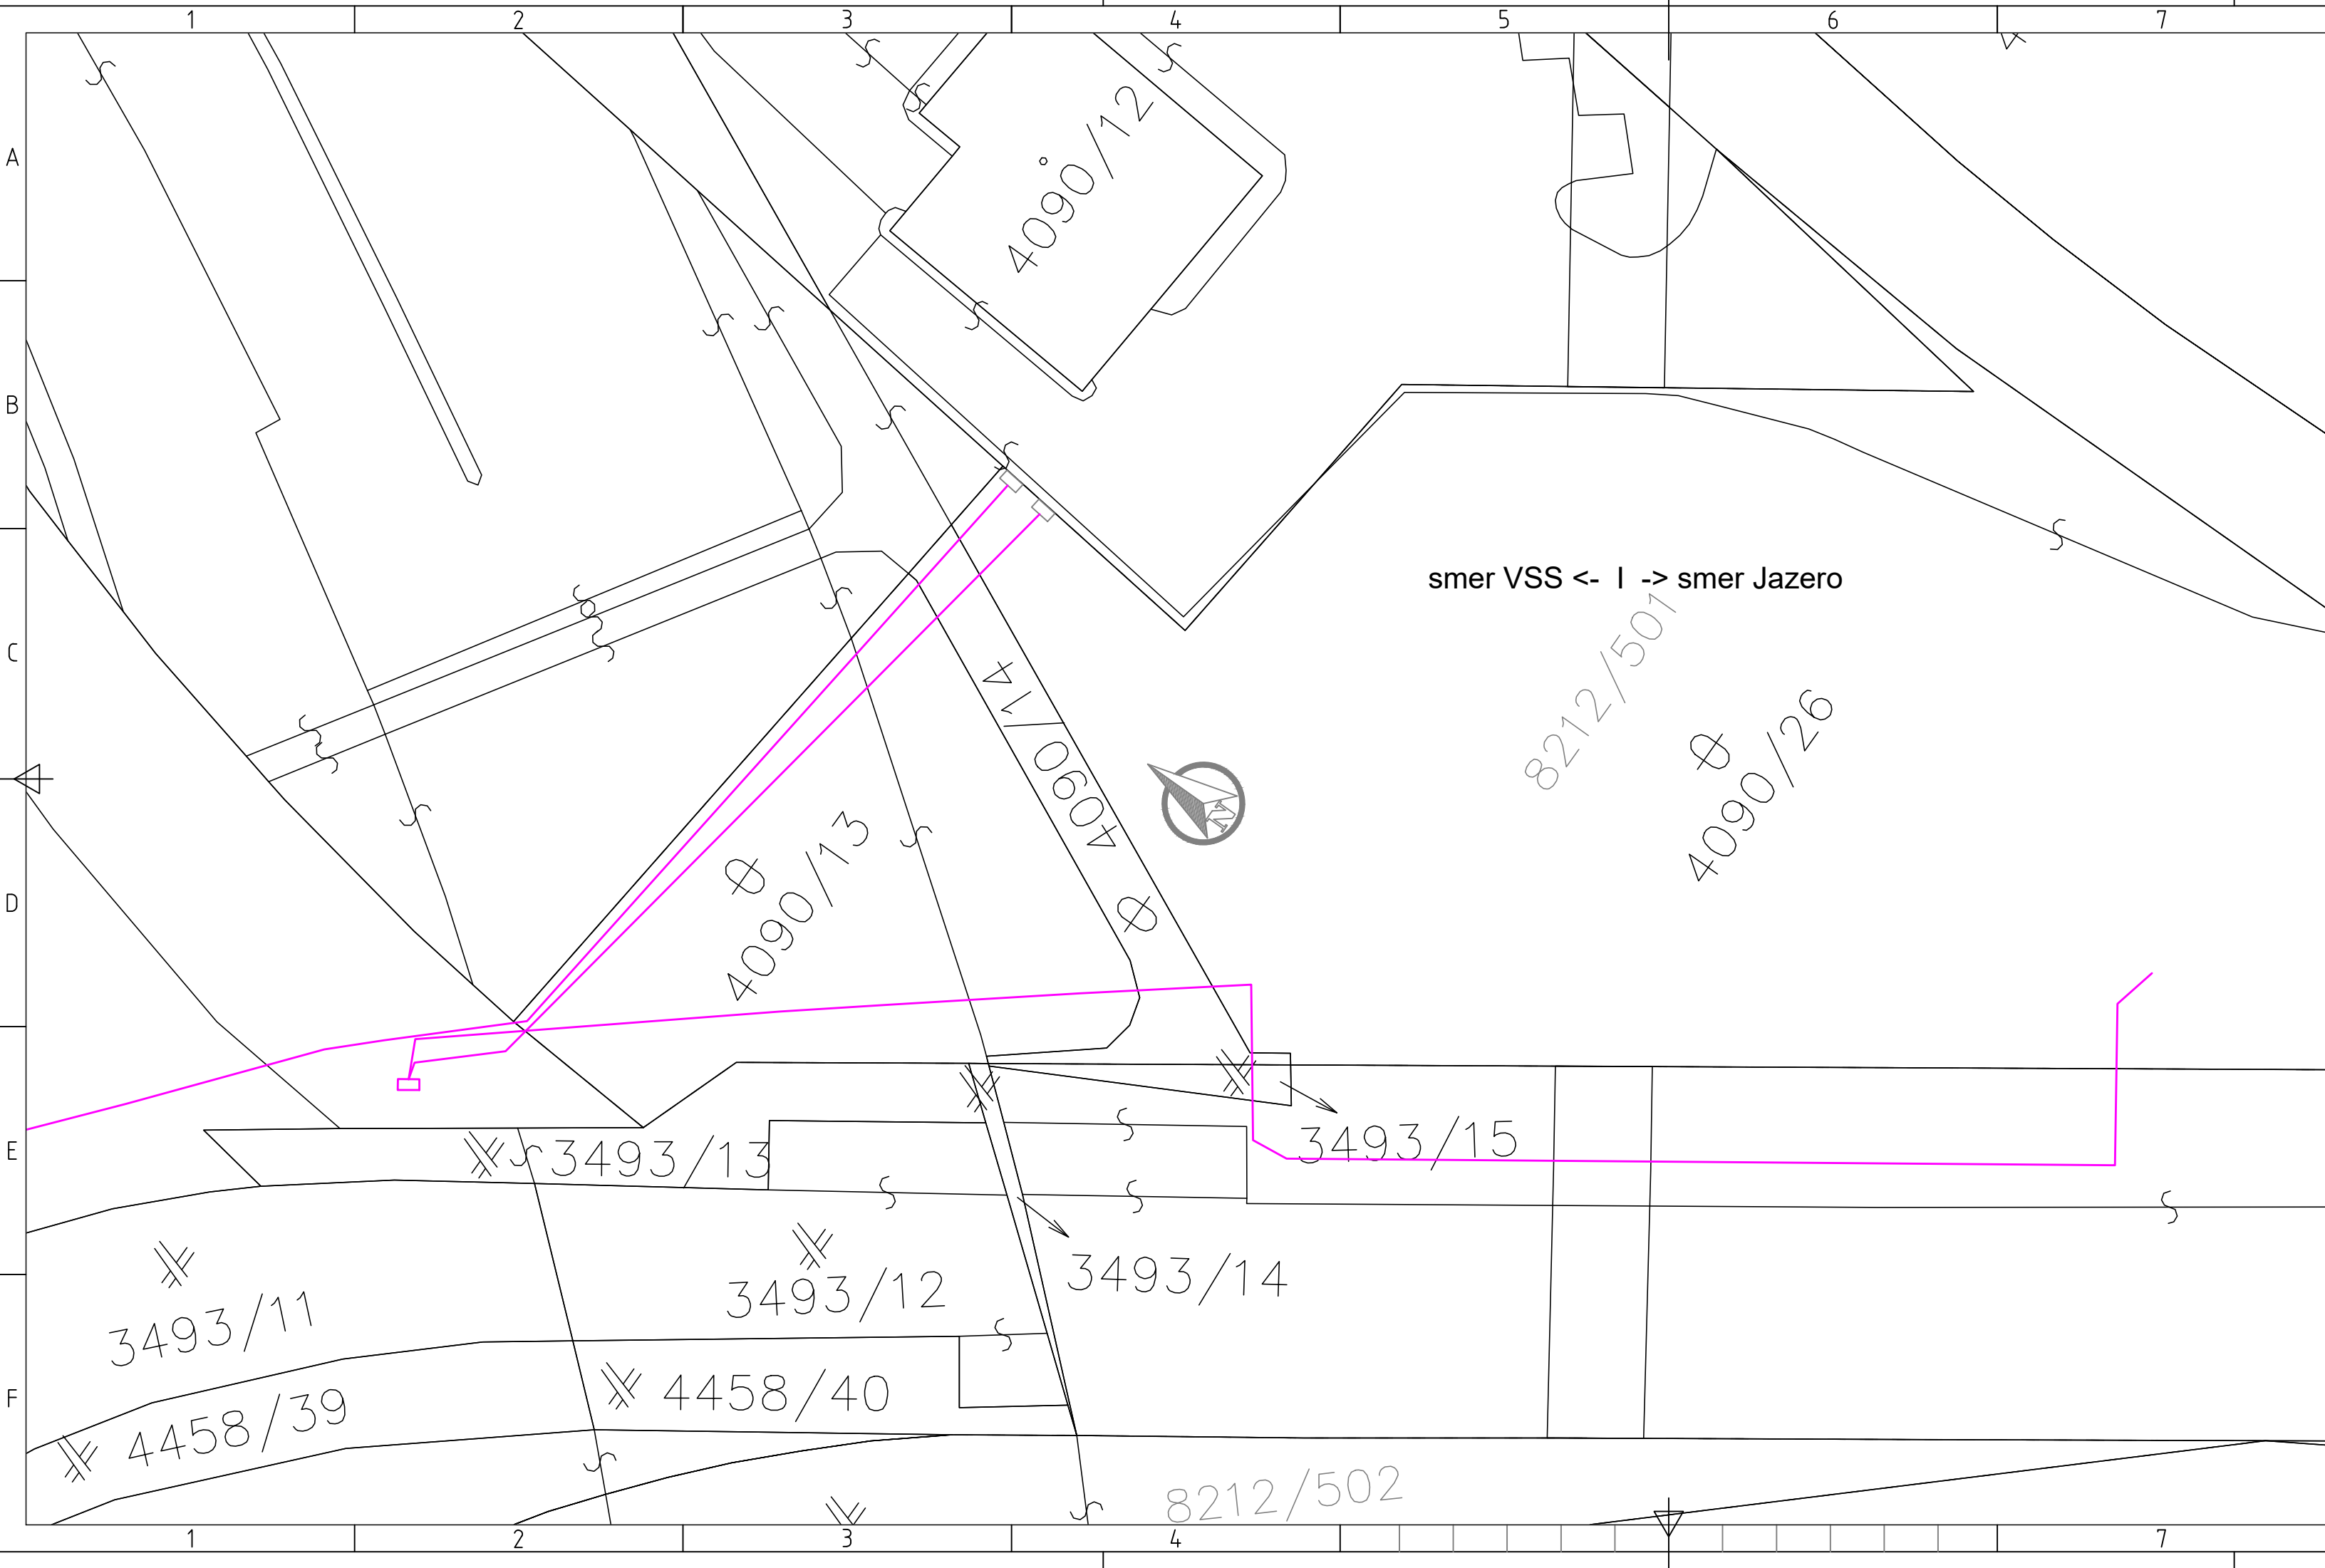 1 2 3 4 5 6 7
A
4090/12
B
smer VSS <- I -> smer Jazero
8212/501
C
4090/14
4090/26
N
4090/13
D
3493/15
E
3493/13
3493/14
3493/12
3493/11
F
4458/40
4458/39
8212/502
1 2 3 4 7